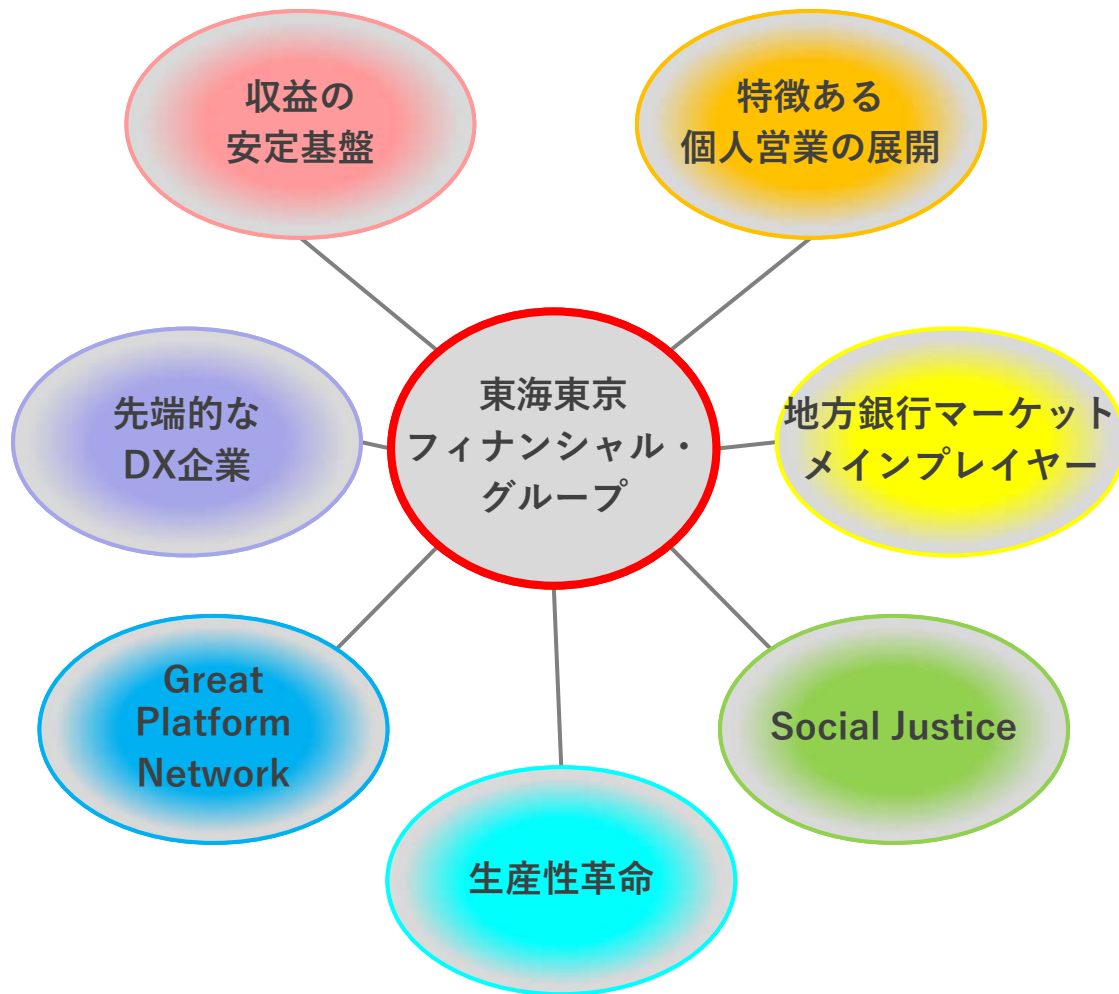 収益の
安定基盤
特徴ある
個人営業の展開
東海東京
フィナンシャル・
グループ
先端的な
DX企業
地方銀行マーケット
メインプレイヤー
Great
Platform
Network
Social Justice
生産性革命